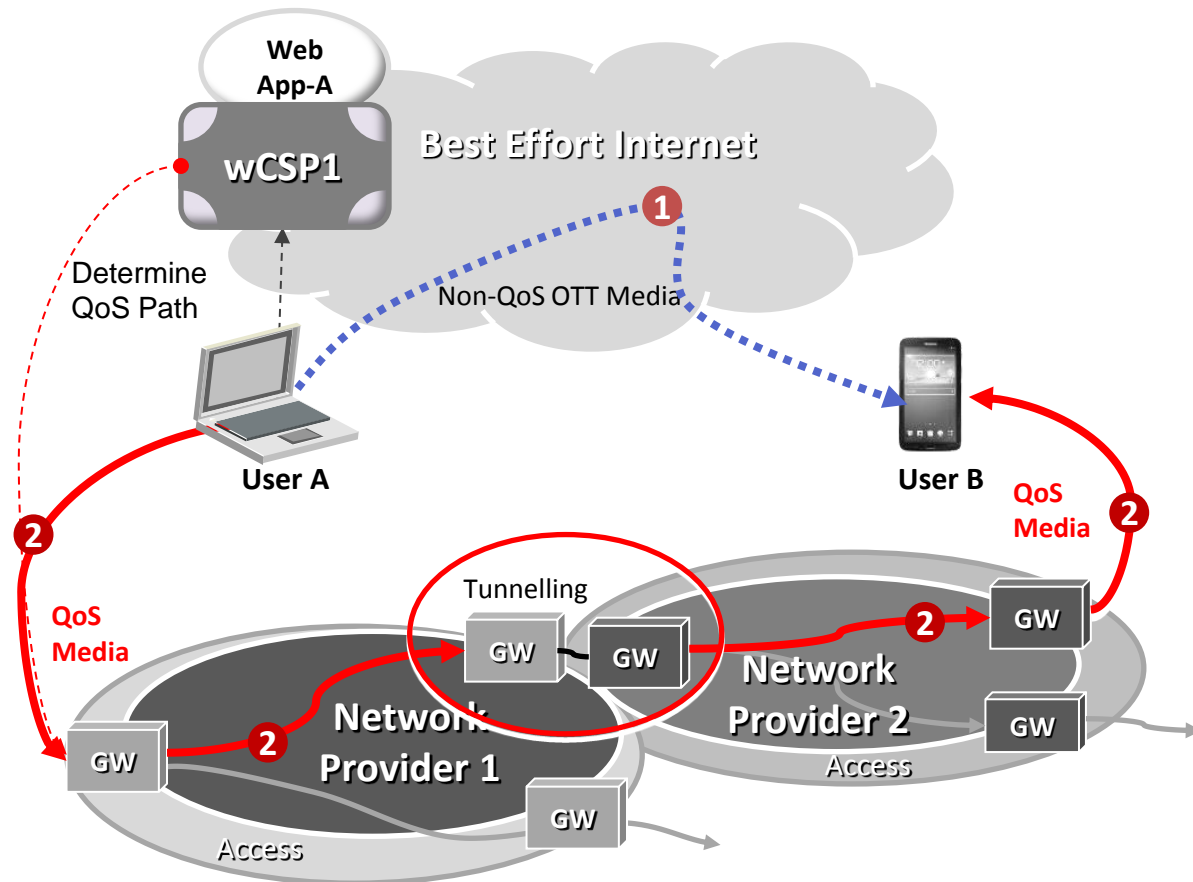 Web
App-A
wCSP1
Best Effort Internet
1
Determine
QoS Path
Non-QoS OTT Media
User A
User B
2
QoS
Media
2
QoS
Media
Tunnelling
GW
GW
2
GW
Network
Provider 1
2
GW
GW
Access
Network
Provider 2
GW
Access